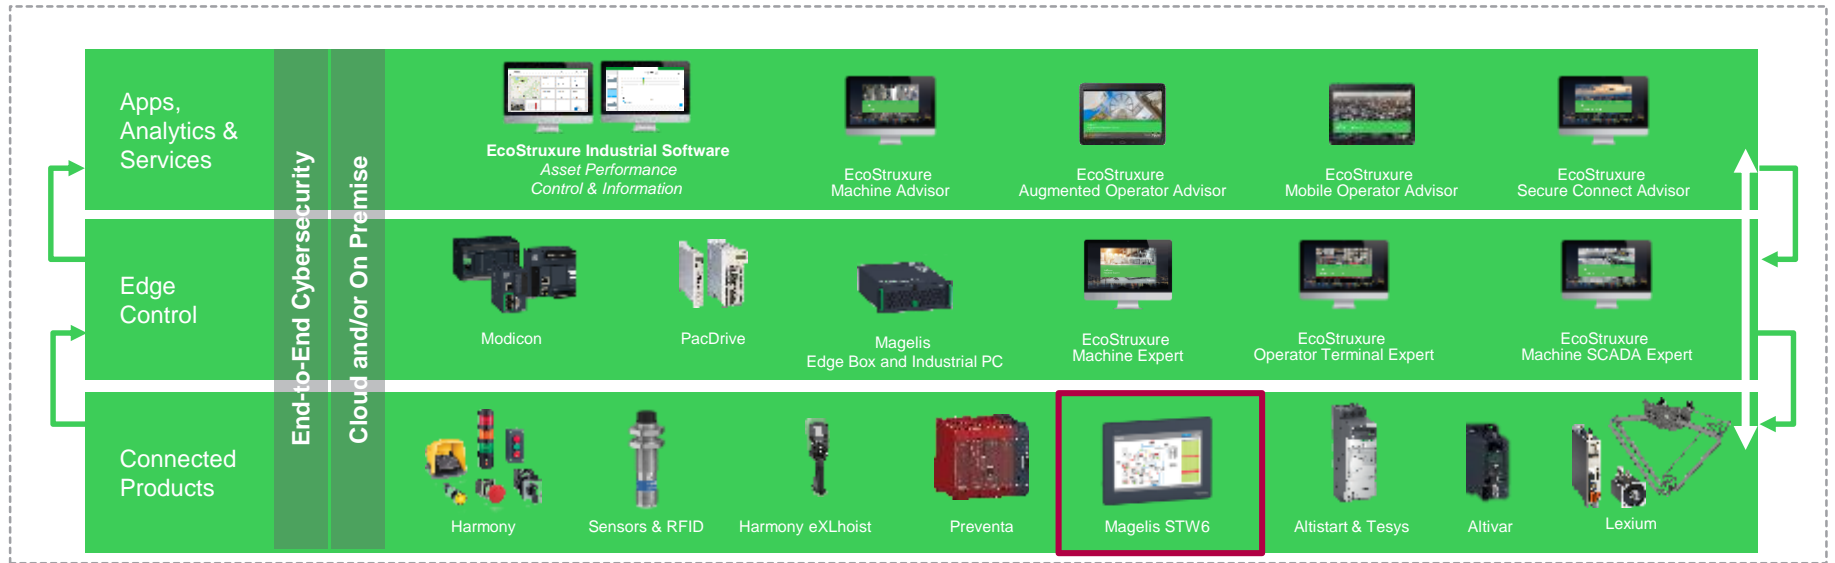 Apps,
Analytics &
Services
End-to-End Cybersecurity
Cloud and/or On Premise
EcoStruxure Industrial Software
Asset Performance
Control & Information
EcoStruxure
Machine Advisor
EcoStruxure
Augmented Operator Advisor
EcoStruxure
Mobile Operator Advisor
EcoStruxure
Secure Connect Advisor
Edge
Control
Modicon
PacDrive
Magelis
Edge Box and Industrial PC
EcoStruxure
Machine Expert
EcoStruxure
Operator Terminal Expert
EcoStruxure
Machine SCADA Expert
Connected
Products
Harmony
Sensors & RFID
Harmony eXLhoist
Preventa
Magelis STW6
Altistart & Tesys
Altivar
Lexium